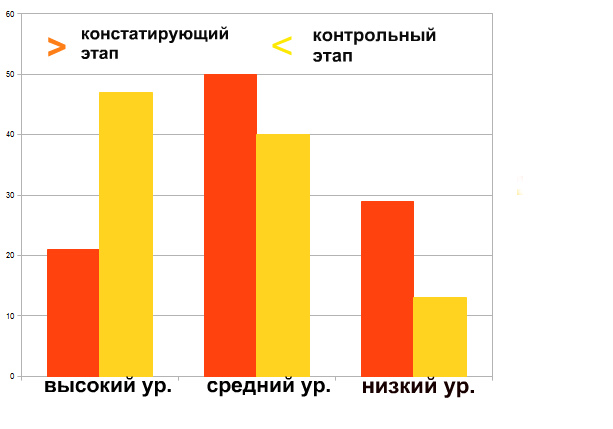 60
> констатирующий < контрольный
этап этап
50
40
30
20
10
0
высокий ур. средний ур. низкий ур.